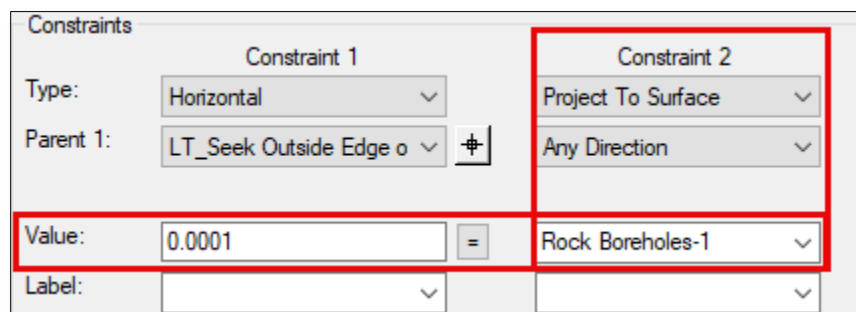 Constraints
Constraint 1 Constraint 2
Type: Horizontal Project To Surface
Parent 1: LT_Seek Outside Edge o Any Direction
Value: 0.0001 = Rock Boreholes-1
Label: